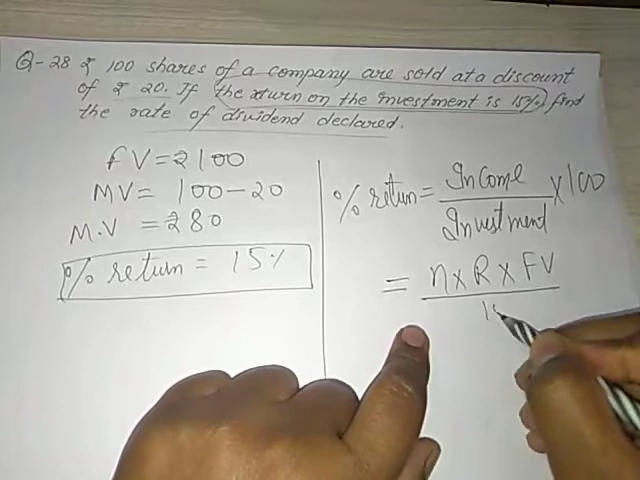 Q-28 ₹ 100 shares of a company are sold at a discount
of ₹ 20. If the return on the investment is 15% find
the rate of dividend declared.
FV = ₹100
MV = 100-20
M.V = ₹80
% return = 15%
% return = Income / Investment × 100
= n × R × FV